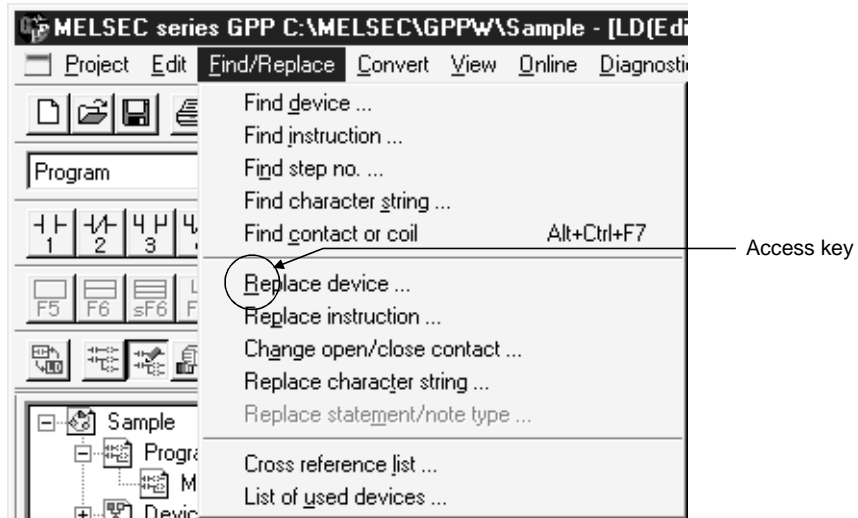 MELSEC series GPP C:\MELSEC\GPPW\Sample - [LD(Edi
Project Edit Find/Replace Convert View Online Diagnosti
Find device ...
Find instruction ...
Find step no. ...
Find character string ...
Find contact or coil Alt+Ctrl+F7
Replace device ...
Replace instruction ...
Change open/close contact ...
Replace character string ...
Replace statement/note type ...
Cross reference list ...
List of used devices ...
Program
1 2 3
F5 F6 sF6 F
LD
Sample
Progra
M
Devic
Access key